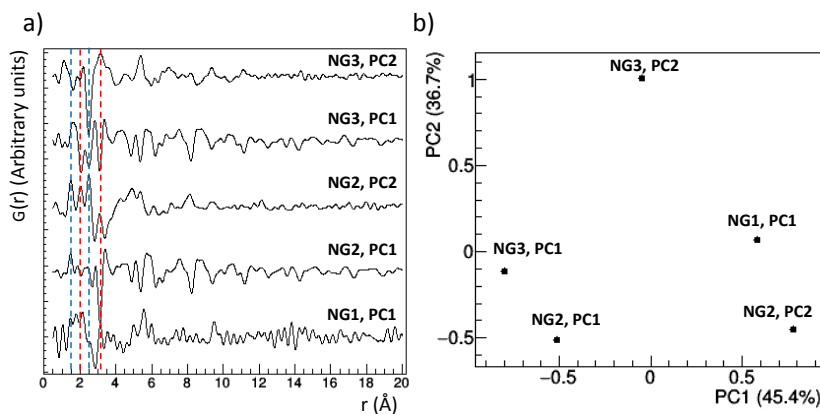 a)
b)
G(r) (Arbitrary units)
NG3, PC2
NG3, PC1
NG2, PC2
NG2, PC1
NG1, PC1
0 2 4 6 8 10 12 14 16 18 20
r (Å)
PC2 (36.7%)
1
0.5
0
−0.5
NG3, PC2
NG1, PC1
NG3, PC1
NG2, PC1
NG2, PC2
−0.5 0 0.5
PC1 (45.4%)